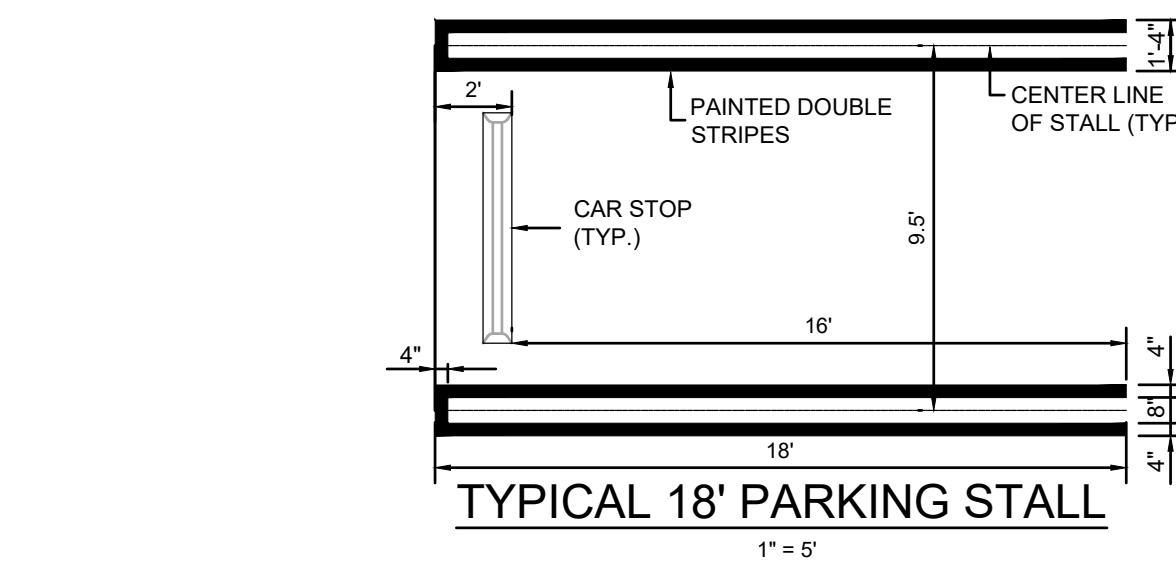 1'-4"
2'
PAINTED DOUBLE
STRIPES
CENTER LINE
OF STALL (TYP
CAR STOP
(TYP.)
9.5'
16'
4"
4"
8"
4"
18'
TYPICAL 18' PARKING STALL
1" = 5'